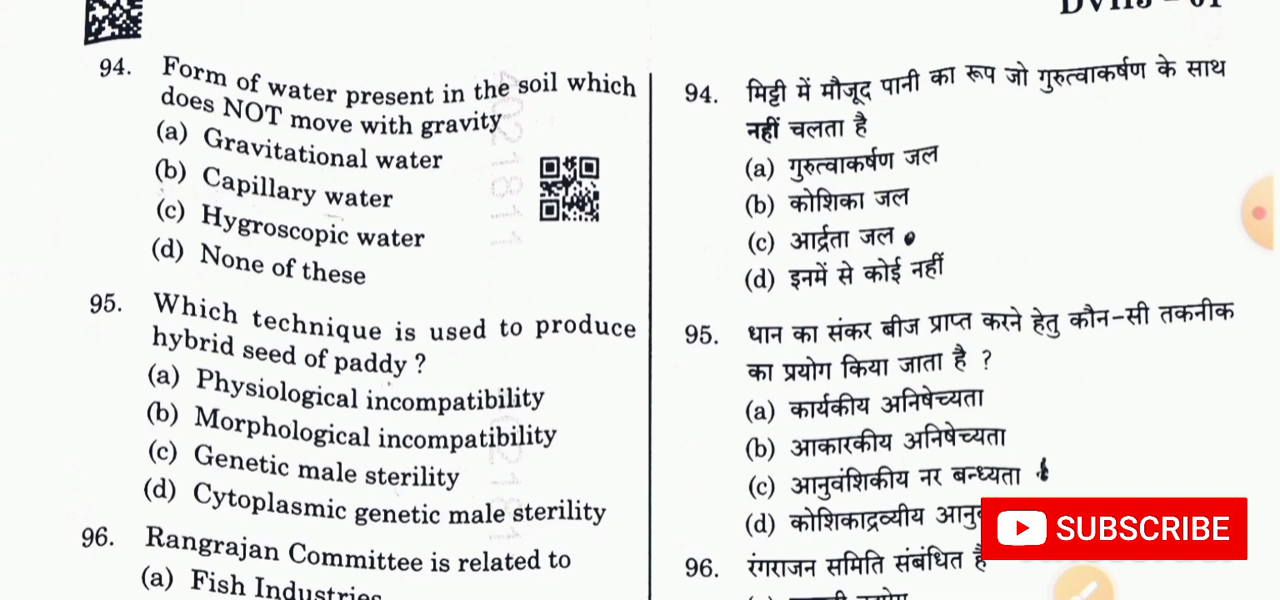 94. Form of water present in the soil which
does NOT move with gravity
(a) Gravitational water
(b) Capillary water
(c) Hygroscopic water
(d) None of these
95. Which technique is used to produce
hybrid seed of paddy ?
(a) Physiological incompatibility
(b) Morphological incompatibility
(c) Genetic male sterility
(d) Cytoplasmic genetic male sterility
96. Rangrajan Committee is related to
(a) Fish Industries
94. मिट्टी में मौजूद पानी का रूप जो गुरुत्वाकर्षण के साथ
नहीं चलता है
(a) गुरुत्वाकर्षण जल
(b) कोशिका जल
(c) आर्द्रता जल
(d) इनमें से कोई नहीं
95. धान का संकर बीज प्राप्त करने हेतु कौन-सी तकनीक
का प्रयोग किया जाता है ?
(a) कार्यकीय अनिषेच्यता
(b) आकारकीय अनिषेच्यता
(c) आनुवंशिकीय नर बन्ध्यता
(d) कोशिकाद्रव्यीय
96. रंगराजन समिति संबंधित है
SUBSCRIBE